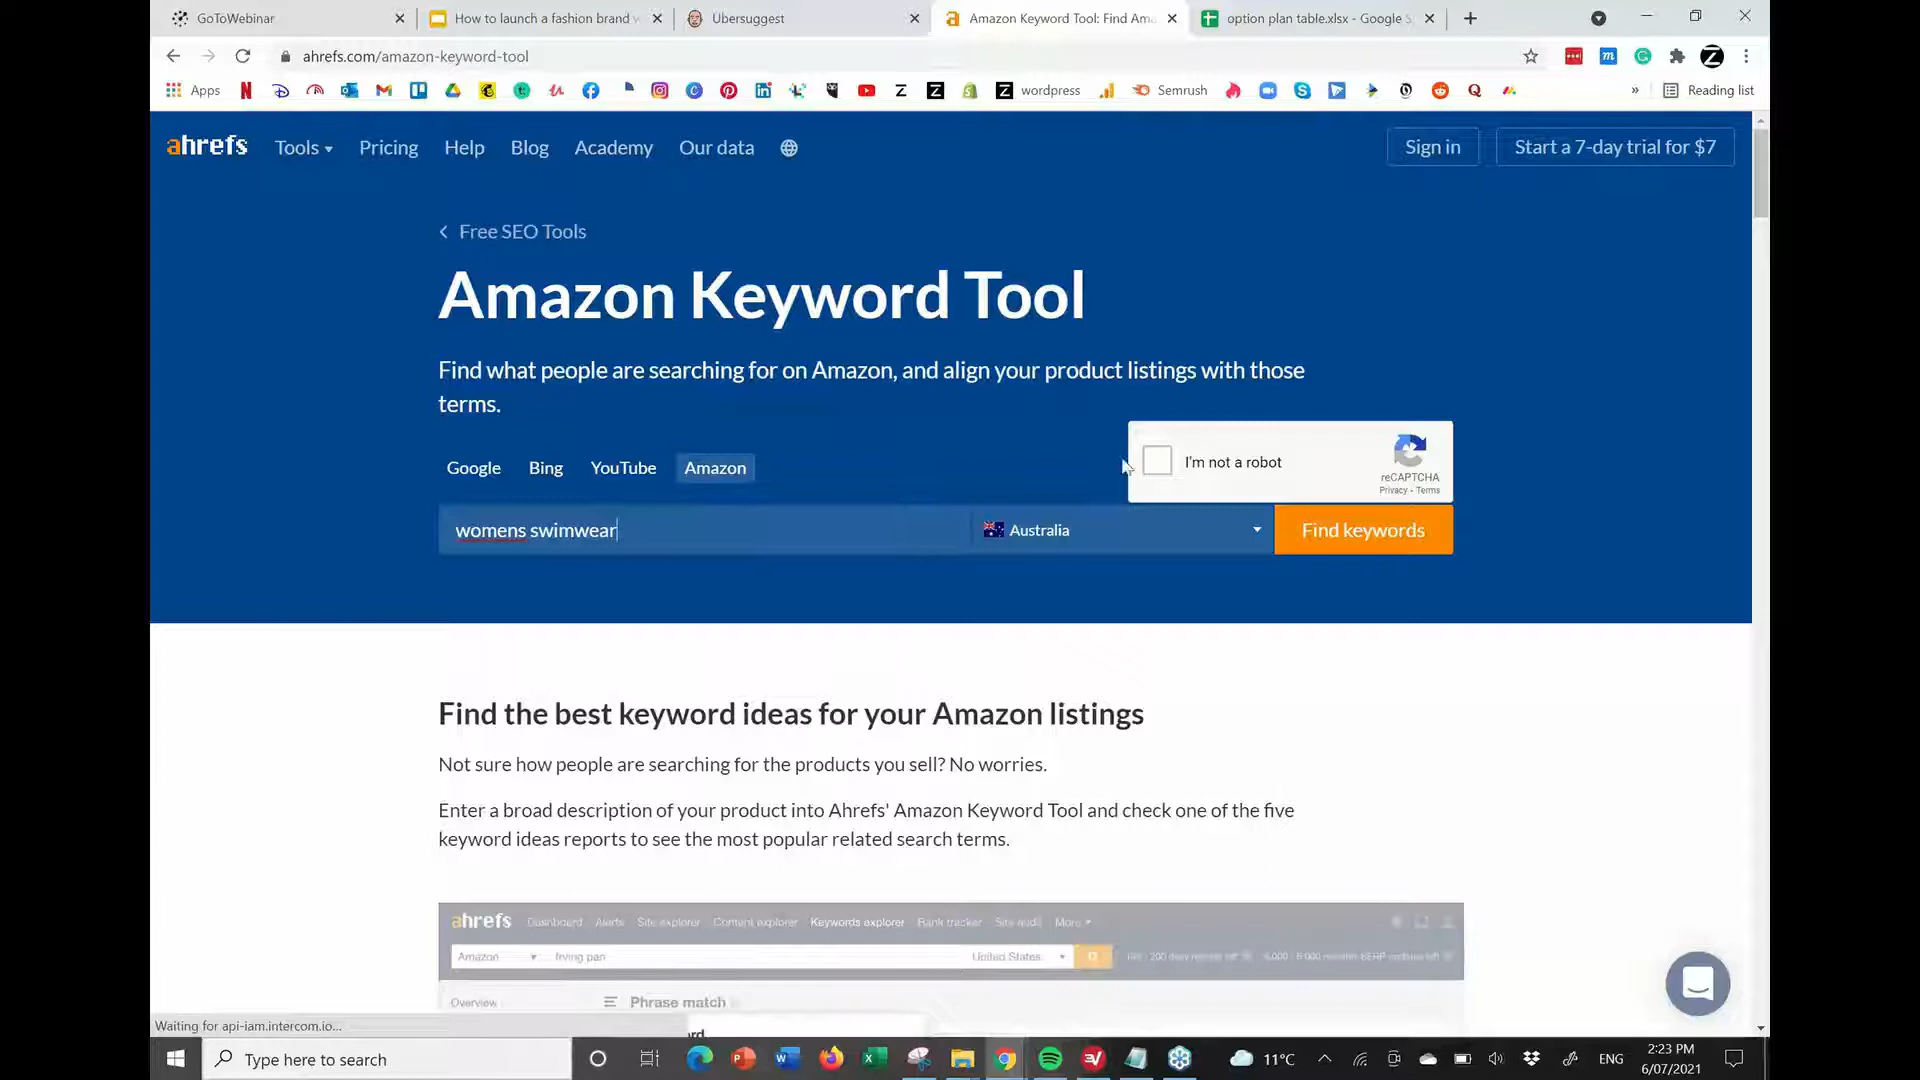 GoToWebinar
How to launch a fashion brand w
Ubersuggest
Amazon Keyword Tool: Find Ama
option plan table.xlsx - Google S
ahrefs.com/amazon-keyword-tool
Apps
wordpress
Semrush
Reading list
ahrefs
Tools
Pricing
Help
Blog
Academy
Our data
Sign in
Start a 7-day trial for $7
Free SEO Tools
Amazon Keyword Tool
Find what people are searching for on Amazon, and align your product listings with those
terms.
Google
Bing
YouTube
Amazon
I'm not a robot
reCAPTCHA
Privacy - Terms
womens swimwear
Australia
Find keywords
Find the best keyword ideas for your Amazon listings
Not sure how people are searching for the products you sell? No worries.
Enter a broad description of your product into Ahrefs' Amazon Keyword Tool and check one of the five
keyword ideas reports to see the most popular related search terms.
ahrefs Dashboard Alerts Site explorer Content explorer Keywords explorer Rank tracker Site audit More
Amazon
frying pan
United States
Overview
Phrase match
Waiting for api-iam.intercom.io...
Type here to search
11°C
ENG
2:23 PM
6/07/2021